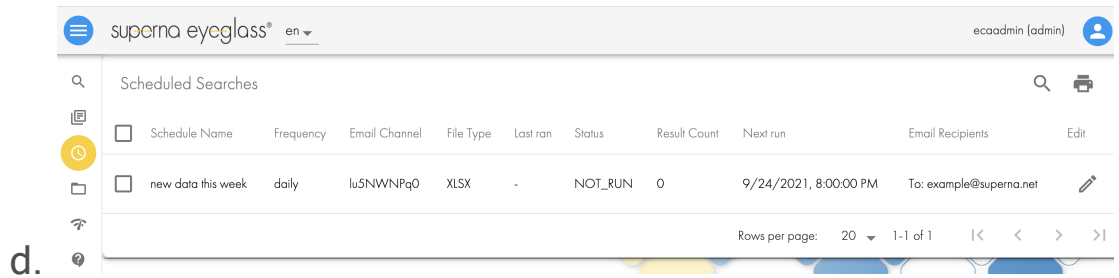 superna eyeglass® en ecaadmin (admin)
Scheduled Searches
Schedule Name Frequency Email Channel File Type Last ran Status Result Count Next run Email Recipients Edit
new data this week daily lu5NWNPq0 XLSX - NOT_RUN 0 9/24/2021, 8:00:00 PM To: example@superna.net
Rows per page: 20 1-1 of 1
d.